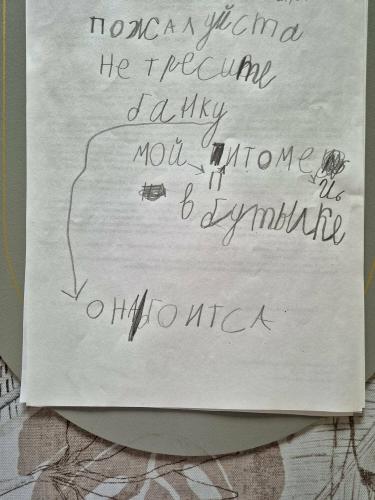 пожалуйста
не тресите
банку
мой питомец
в бутылке
она боитса